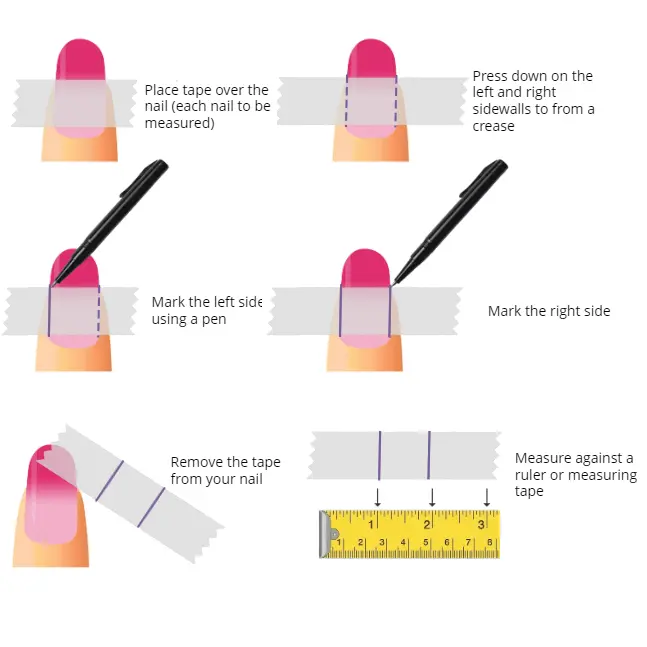 Place tape over the
nail (each nail to be
measured)
Press down on the
left and right
sidewalls to from a
crease
Mark the left side
using a pen
Mark the right side
Remove the tape
from your nail
Measure against a
ruler or measuring
tape
1 2 3
1 2 3 4 5 6 7 8